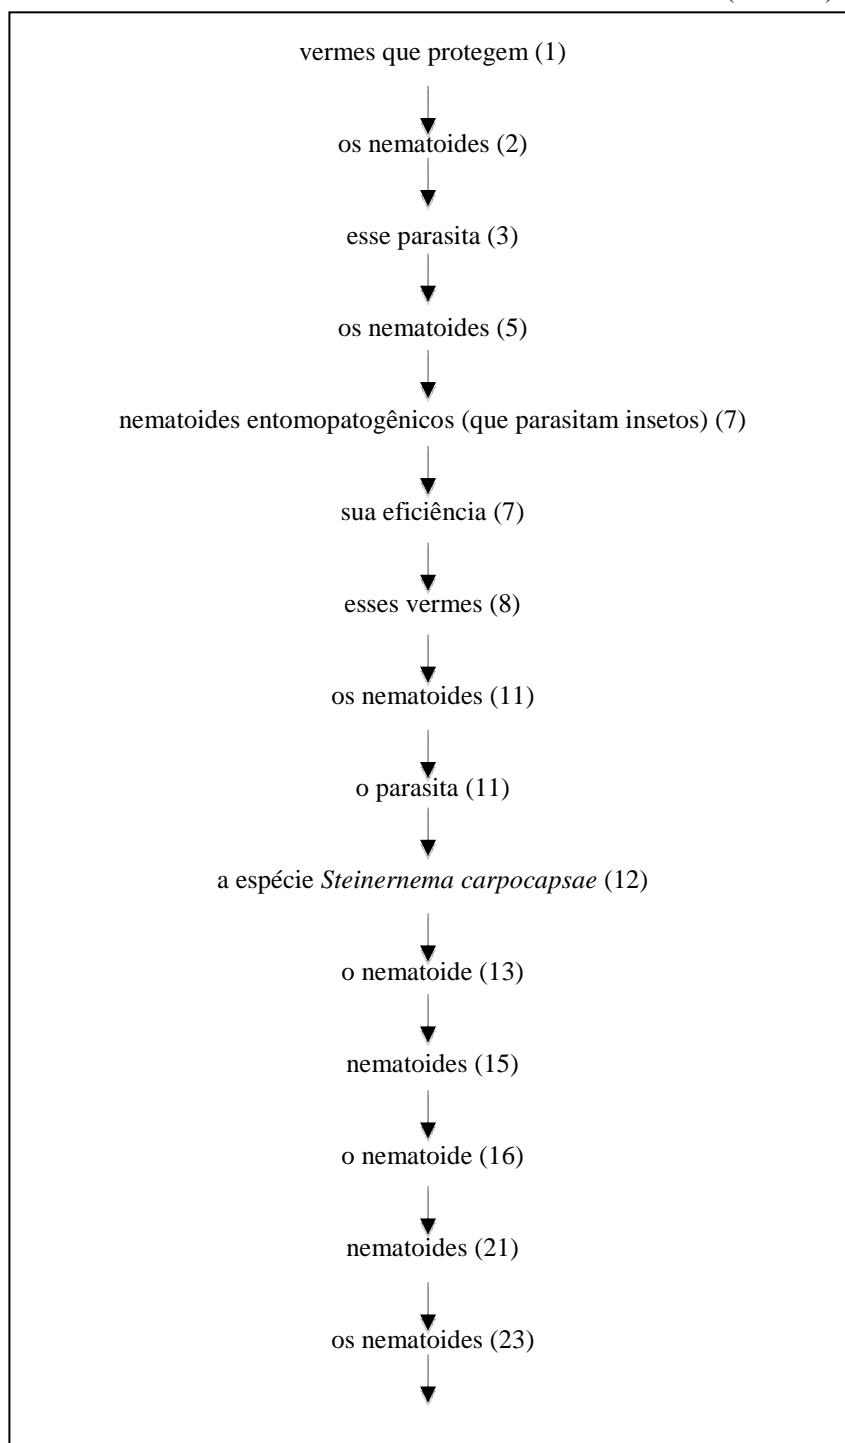 vermes que protegem (1)
os nematoides (2)
esse parasita (3)
os nematoides (5)
nematoides entomopatogênicos (que parasitam insetos) (7)
sua eficiência (7)
esses vermes (8)
os nematoides (11)
o parasita (11)
a espécie Steinernema carpocapsae (12)
o nematoide (13)
nematoides (15)
o nematoide (16)
nematoides (21)
os nematoides (23)